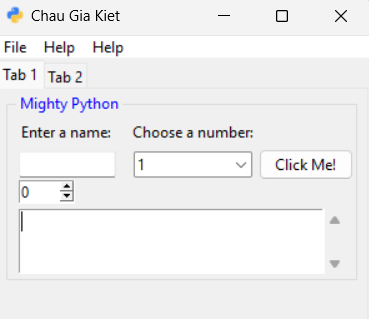 Chau Gia Kiet
File Help Help
Tab 1 Tab 2
Mighty Python
Enter a name: Choose a number:
1 Click Me!
0